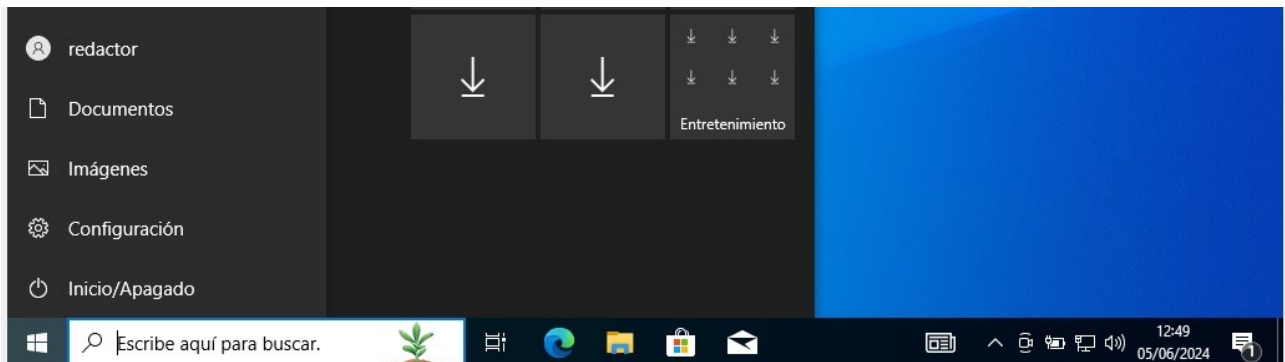 redactor
Documentos
Imágenes
Configuración
Inicio/Apagado
Entretenimiento
Escribe aquí para buscar.
12:49
05/06/2024
1